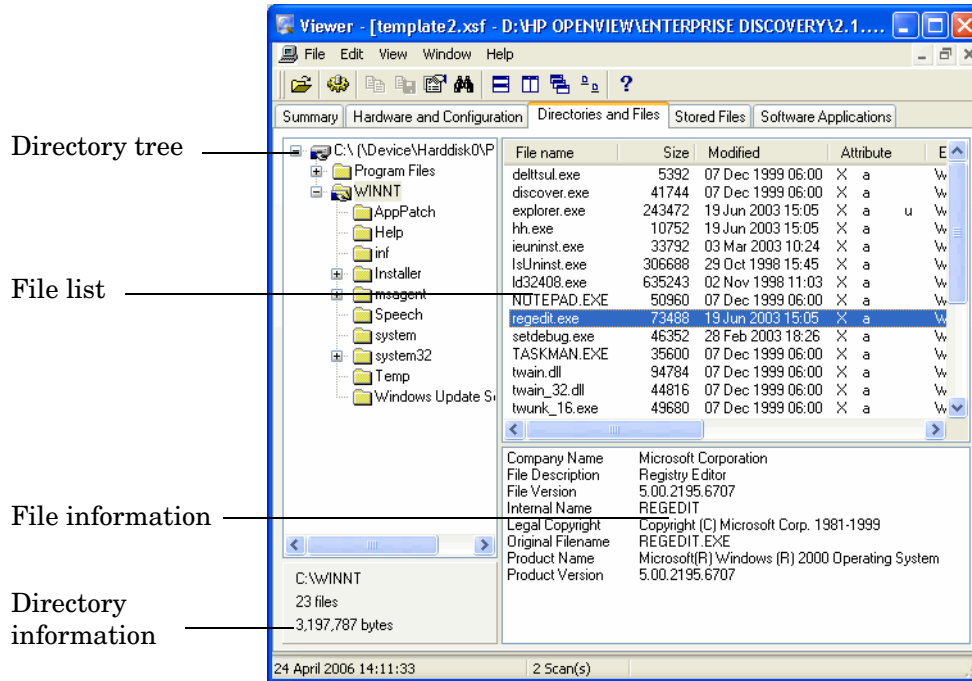 Viewer - [template2.xsf - D:\HP OPENVIEW\ENTERPRISE DISCOVERY\2.1....
File Edit View Window Help
Summary Hardware and Configuration Directories and Files Stored Files Software Applications
Directory tree
C:\ (\Device\Harddisk0\P
Program Files
WINNT
AppPatch
Help
inf
Installer
msagent
Speech
system
system32
Temp
Windows Update S
File list
File name Size Modified Attribute E
delttsul.exe 5392 07 Dec 1999 06:00 X a W
discover.exe 41744 07 Dec 1999 06:00 X a W
explorer.exe 243472 19 Jun 2003 15:05 X a u W
hh.exe 10752 19 Jun 2003 15:05 X a W
ieuninst.exe 33792 03 Mar 2003 10:24 X a W
IsUninst.exe 306688 29 Oct 1998 15:45 X a W
ld32408.exe 635243 02 Nov 1998 11:03 X a W
NOTEPAD.EXE 50960 07 Dec 1999 06:00 X a W
regedit.exe 73488 19 Jun 2003 15:05 X a W
setdebug.exe 46352 28 Feb 2003 18:26 X a W
TASKMAN.EXE 35600 07 Dec 1999 06:00 X a W
twain.dll 94784 07 Dec 1999 06:00 X a W
twain_32.dll 44816 07 Dec 1999 06:00 X a W
twunk_16.exe 49680 07 Dec 1999 06:00 X a W
File information
Company Name Microsoft Corporation
File Description Registry Editor
File Version 5.00.2195.6707
Internal Name REGEDIT
Legal Copyright Copyright (C) Microsoft Corp. 1981-1999
Original Filename REGEDIT.EXE
Product Name Microsoft(R) Windows (R) 2000 Operating System
Product Version 5.00.2195.6707
Directory
information
C:\WINNT
23 files
3,197,787 bytes
24 April 2006 14:11:33 2 Scan(s)